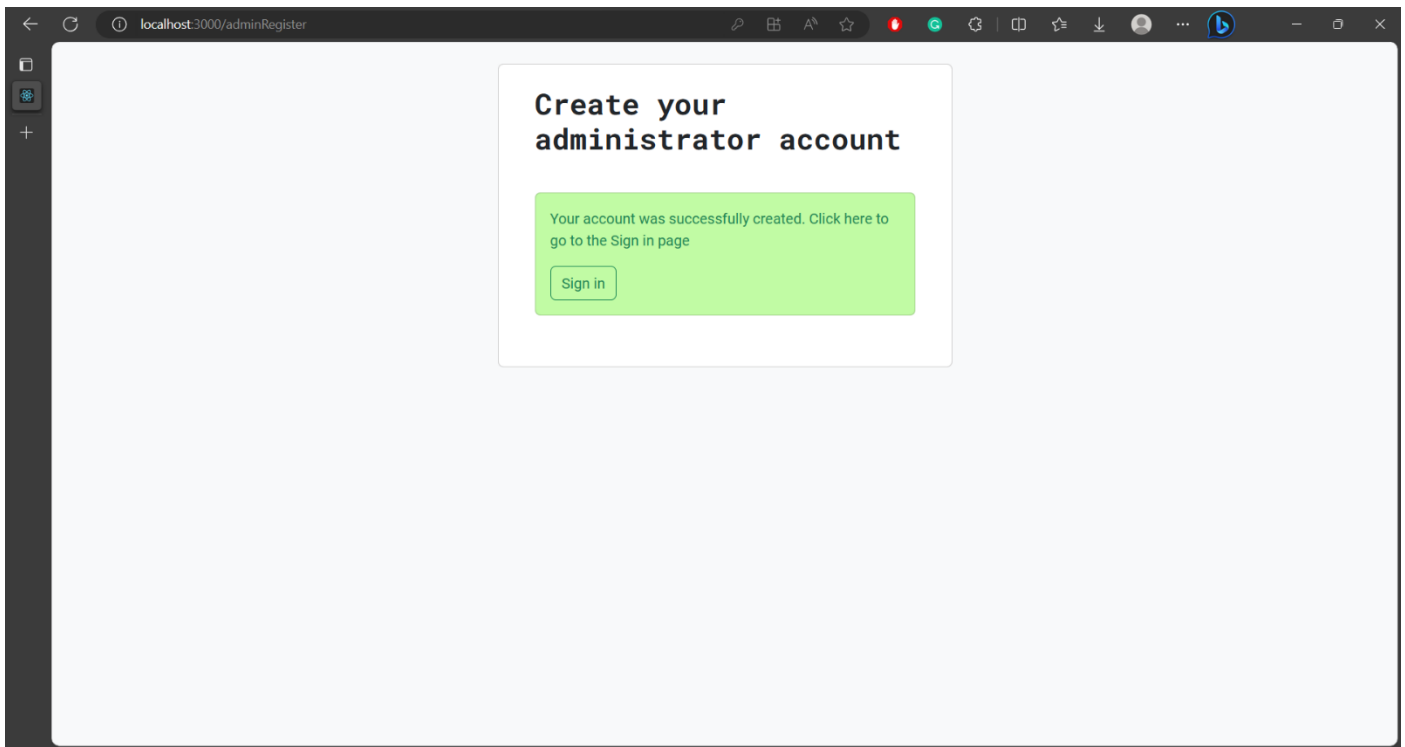 localhost:3000/adminRegister
Create your
administrator account
Your account was successfully created. Click here to
go to the Sign in page
Sign in